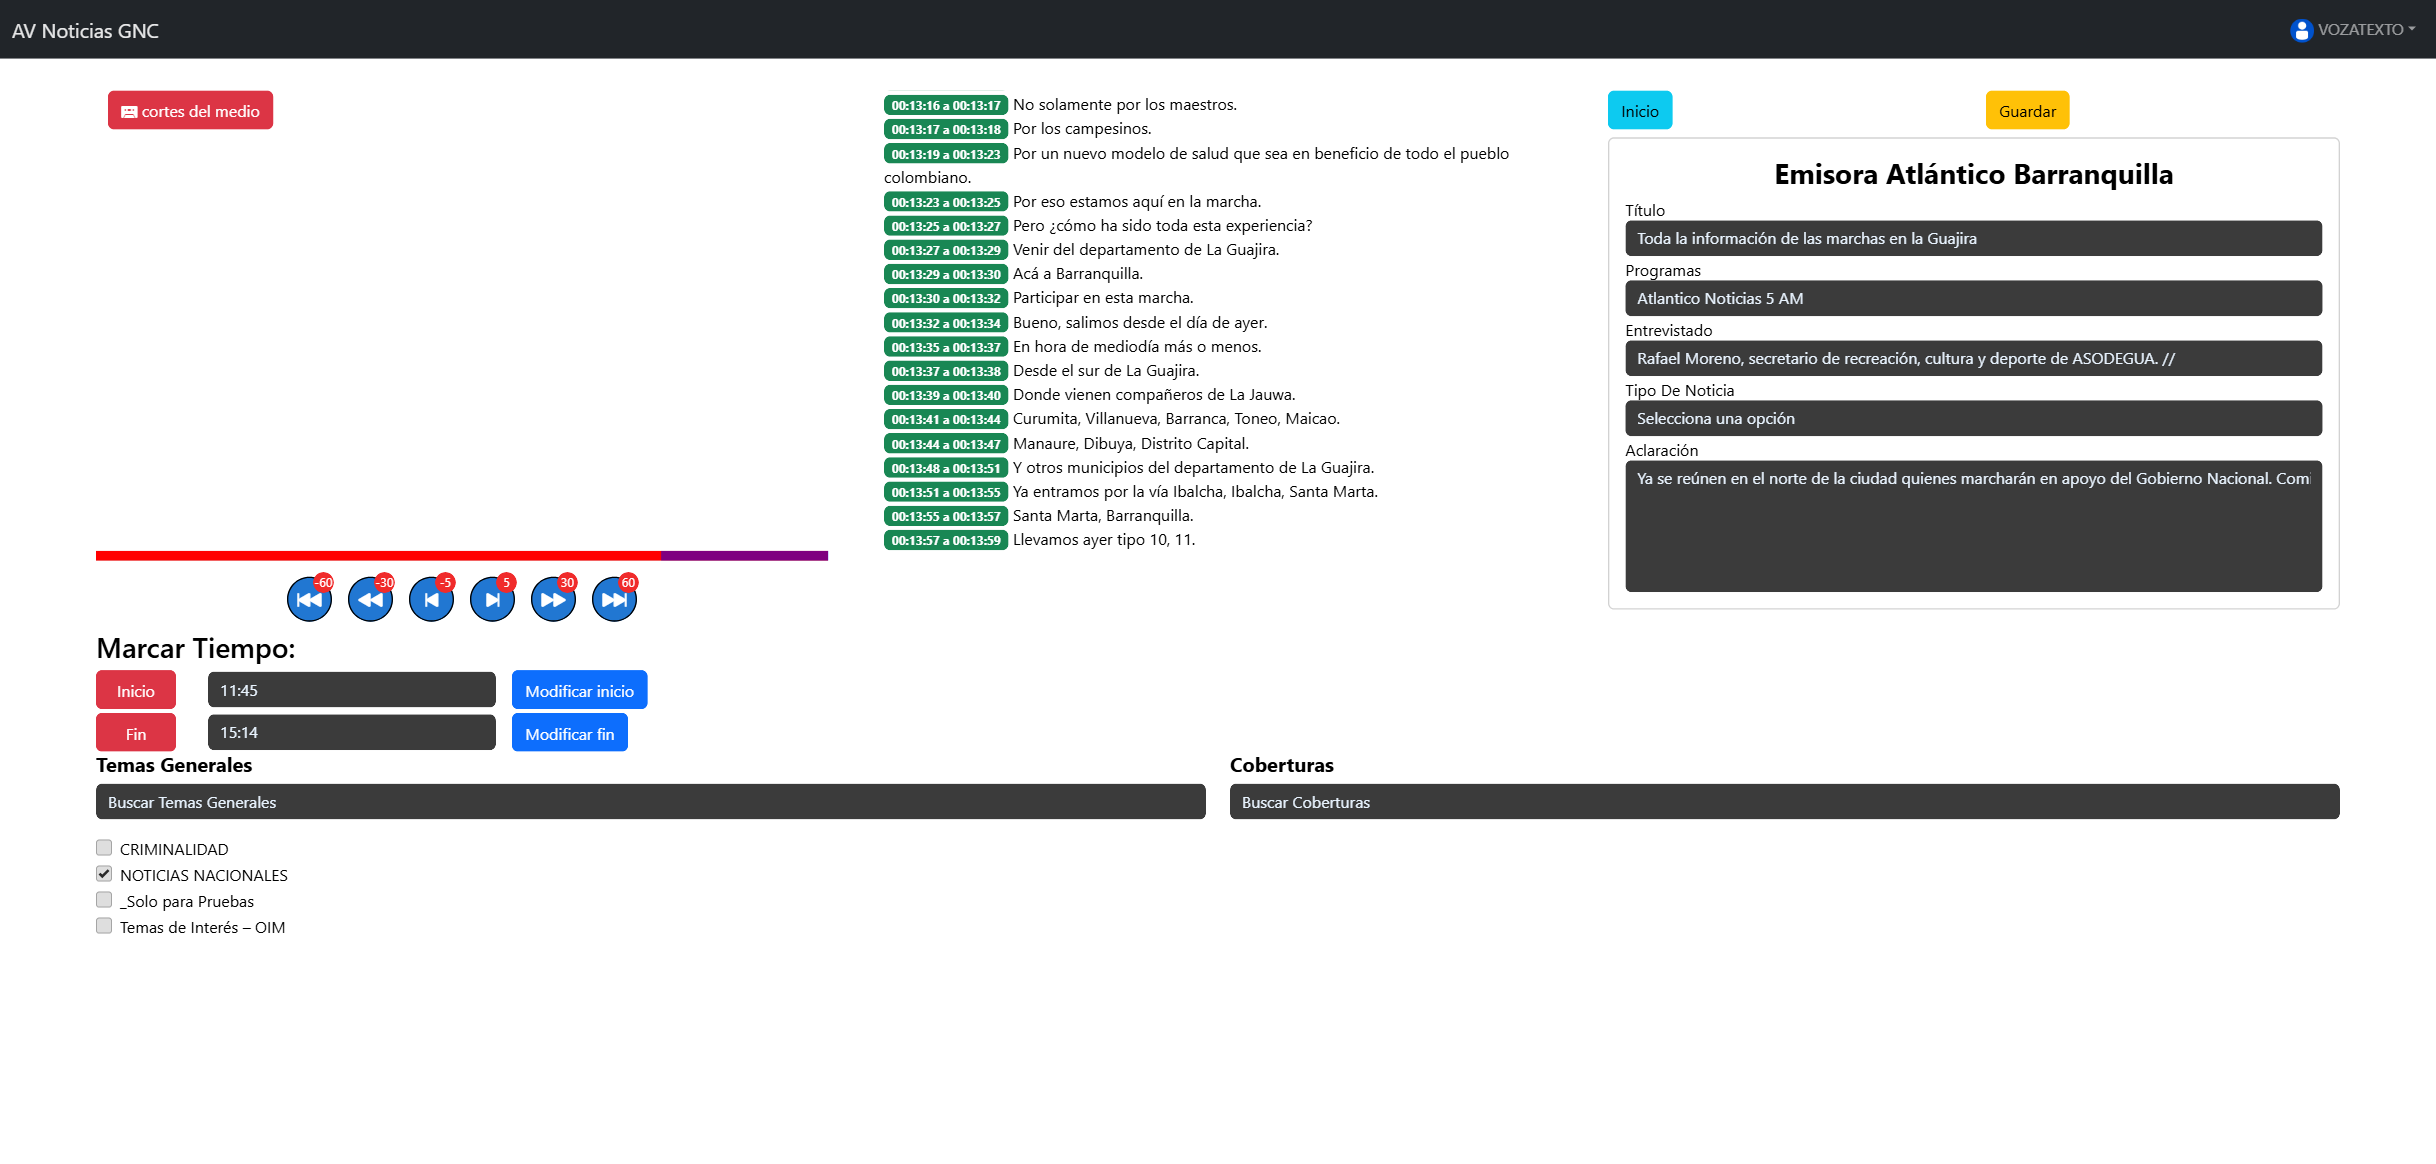 AV Noticias GNC
VOZATEXTO
cortes del medio
-60
-30
-5
5
30
60
Marcar Tiempo:
Inicio
11:45
Modificar inicio
Fin
15:14
Modificar fin
00:13:16 a 00:13:17 No solamente por los maestros.
00:13:17 a 00:13:18 Por los campesinos.
00:13:19 a 00:13:23 Por un nuevo modelo de salud que sea en beneficio de todo el pueblo
colombiano.
00:13:23 a 00:13:25 Por eso estamos aquí en la marcha.
00:13:25 a 00:13:27 Pero ¿cómo ha sido toda esta experiencia?
00:13:27 a 00:13:29 Venir del departamento de La Guajira.
00:13:29 a 00:13:30 Acá a Barranquilla.
00:13:30 a 00:13:32 Participar en esta marcha.
00:13:32 a 00:13:34 Bueno, salimos desde el día de ayer.
00:13:35 a 00:13:37 En hora de mediodía más o menos.
00:13:37 a 00:13:38 Desde el sur de La Guajira.
00:13:39 a 00:13:40 Donde vienen compañeros de La Jauwa.
00:13:41 a 00:13:44 Curumita, Villanueva, Barranca, Toneo, Maicao.
00:13:44 a 00:13:47 Manaure, Dibuya, Distrito Capital.
00:13:48 a 00:13:51 Y otros municipios del departamento de La Guajira.
00:13:51 a 00:13:55 Ya entramos por la vía Ibalcha, Ibalcha, Santa Marta.
00:13:55 a 00:13:57 Santa Marta, Barranquilla.
00:13:57 a 00:13:59 Llevamos ayer tipo 10, 11.
Inicio
Guardar
Emisora Atlántico Barranquilla
Título
Toda la información de las marchas en la Guajira
Programas
Atlantico Noticias 5 AM
Entrevistado
Rafael Moreno, secretario de recreación, cultura y deporte de ASODEGUA. //
Tipo De Noticia
Selecciona una opción
Aclaración
Ya se reúnen en el norte de la ciudad quienes marcharán en apoyo del Gobierno Nacional. Comi
Temas Generales
Buscar Temas Generales
CRIMINALIDAD
NOTICIAS NACIONALES
_Solo para Pruebas
Temas de Interés – OIM
Coberturas
Buscar Coberturas